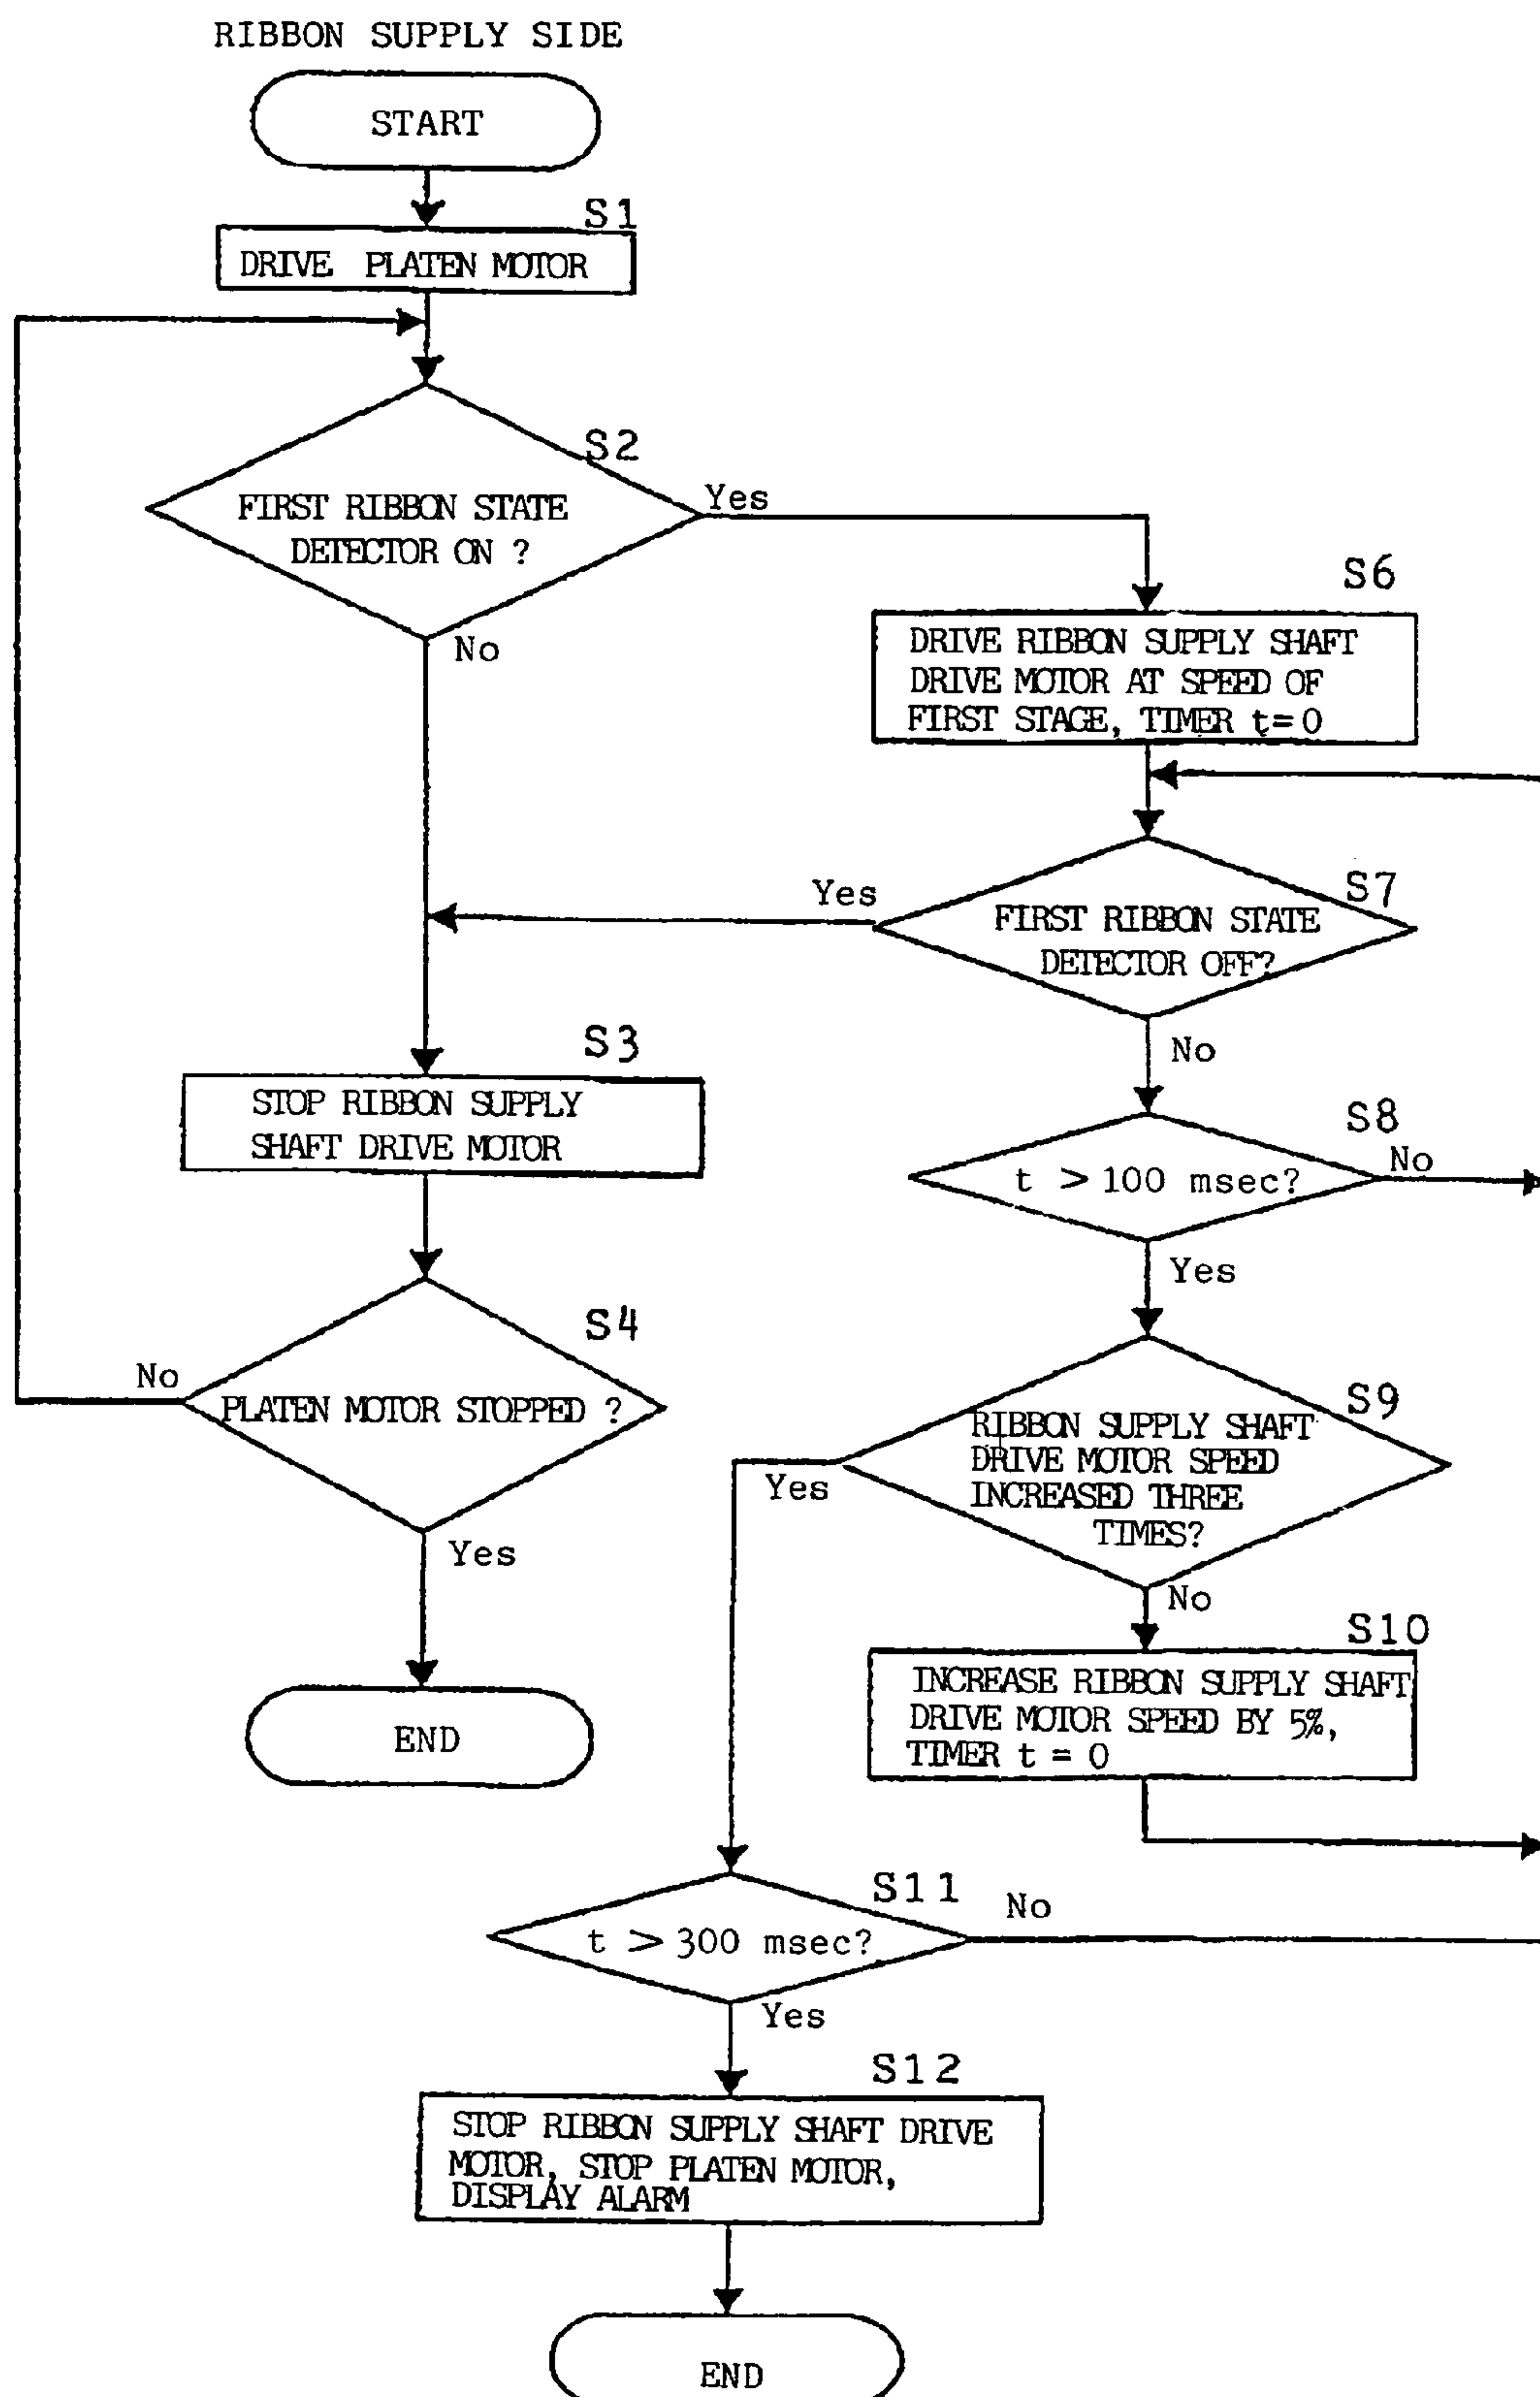 RIBBON SUPPLY SIDE
START
S1
DRIVE PLATEN MOTOR
S2
FIRST RIBBON STATE
DETECTOR ON ?
Yes
No
S6
DRIVE RIBBON SUPPLY SHAFT
DRIVE MOTOR AT SPEED OF
FIRST STAGE, TIMER t=0
S7
FIRST RIBBON STATE
DETECTOR OFF?
Yes
No
S3
STOP RIBBON SUPPLY
SHAFT DRIVE MOTOR
S8
t > 100 msec?
No
Yes
S4
PLATEN MOTOR STOPPED ?
No
Yes
END
S9
RIBBON SUPPLY SHAFT
DRIVE MOTOR SPEED
INCREASED THREE
TIMES?
Yes
No
S10
INCREASE RIBBON SUPPLY SHAFT
DRIVE MOTOR SPEED BY 5%,
TIMER t = 0
S11
t > 300 msec?
No
Yes
S12
STOP RIBBON SUPPLY SHAFT DRIVE
MOTOR, STOP PLATEN MOTOR,
DISPLAY ALARM
END